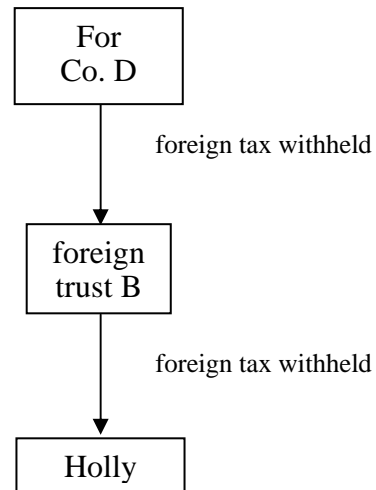 For
Co. D
foreign tax withheld
foreign
trust B
foreign tax withheld
Holly